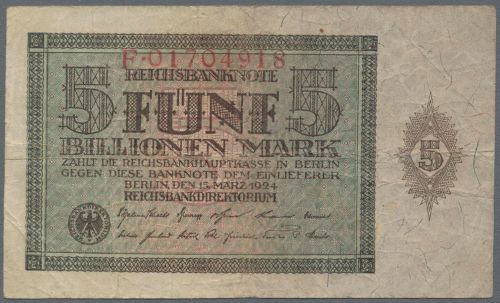 F·01704918
REICHSBANKNOTE
5 FÜNF 5
BILLIONEN MARK
ZAHLT DIE REICHSBANKHAUPTKASSE IN BERLIN
GEGEN DIESE BANKNOTE DEM EINLIEFERER
BERLIN, DEN 15. MÄRZ 1924
REICHSBANKDIREKTORIUM
5